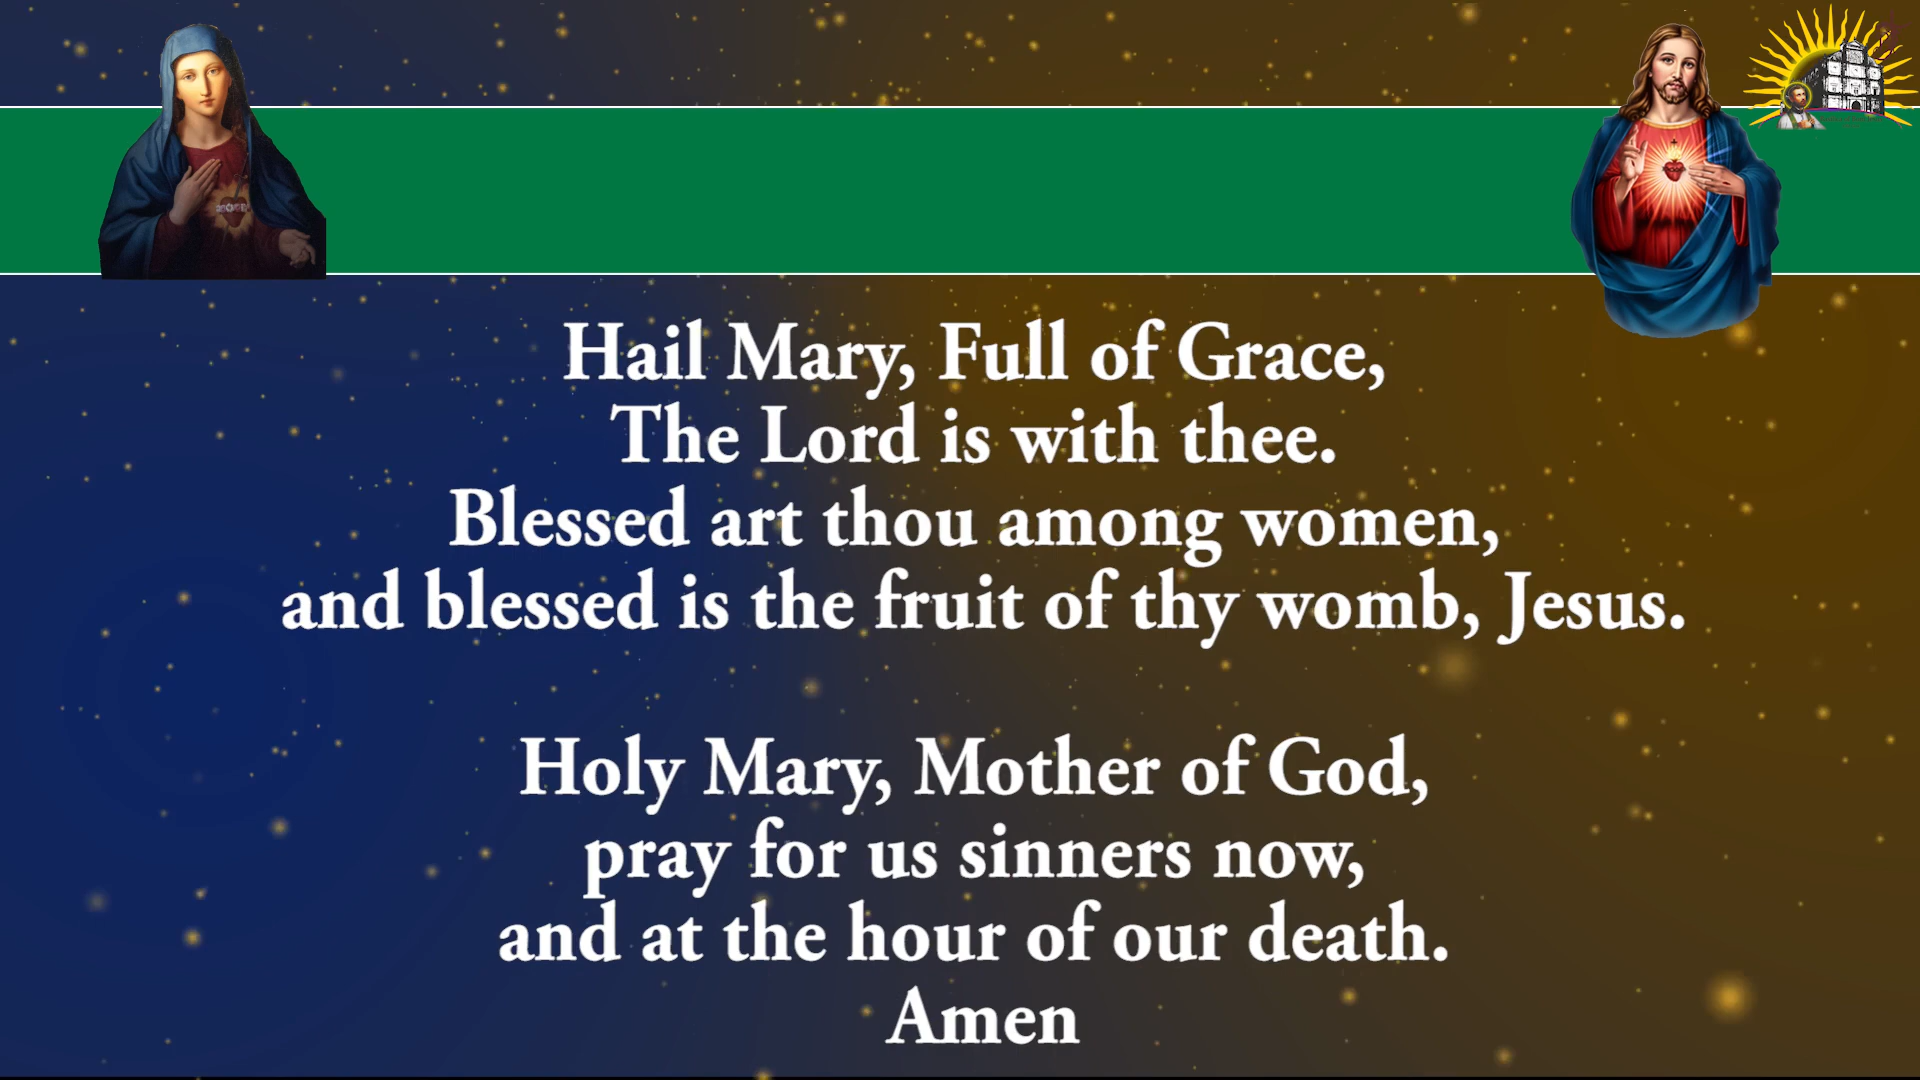 Hail Mary, Full of Grace,
The Lord is with thee.
Blessed art thou among women,
and blessed is the fruit of thy womb, Jesus.
Holy Mary, Mother of God,
pray for us sinners now,
and at the hour of our death.
Amen